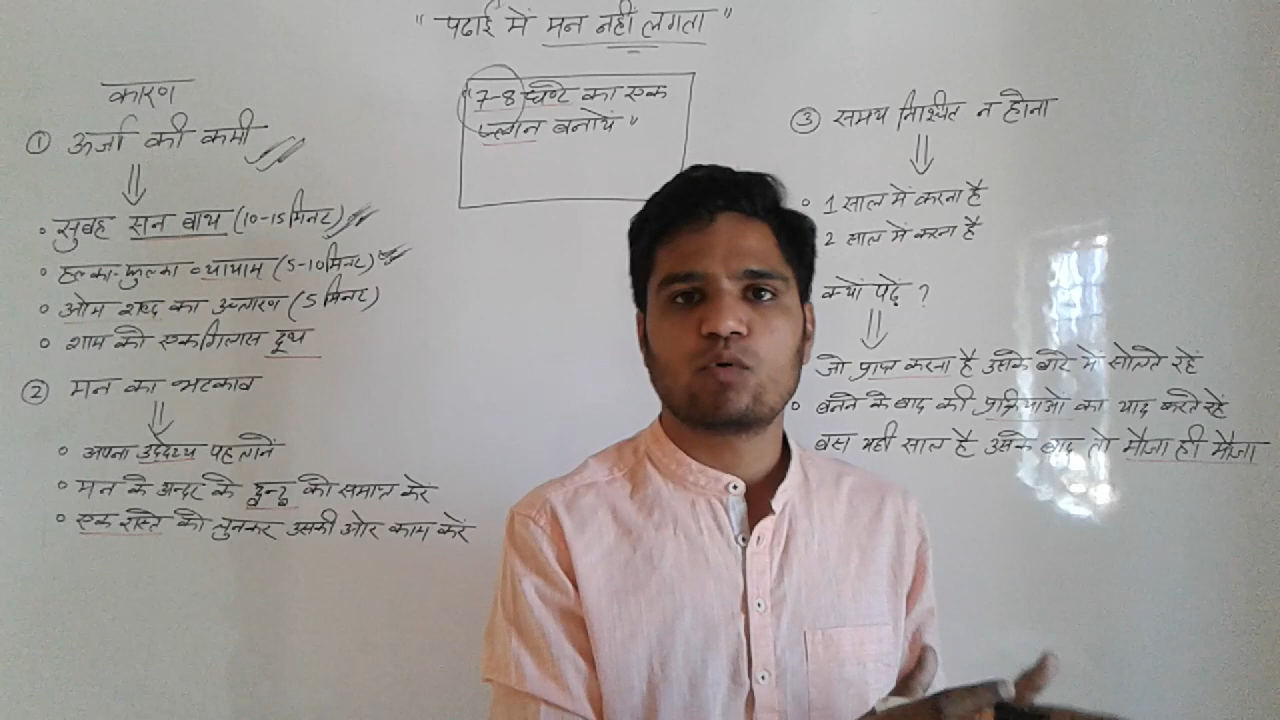 " पढाई में मन नहीं लगता "
कारण
① ऊर्जा की कमी
⇓
• सुबह सन बाथ (10-15 मिनट)
• हल्का-फुल्का व्यायाम (5-10 मिनट)
• ओम शब्द का उच्चारण (5 मिनट)
• शाम को एक गिलास दूध
② मन का भटकाव
⇓
• अपना उद्देश्य पहचानें
• मन के अन्दर के द्वन्द्व को समाप्त करें
• एक रास्ते को चुनकर उसकी ओर काम करें
"7-8 घण्टे का एक
प्लान बनायें"
③ समय निश्चित न होना
⇓
• 1 साल में करना है
2 साल में करना है
क्यों पढ़ें ?
⇓
जो प्राप्त करना है उसके बारे में सोचते रहें
• बनने के बाद की प्रक्रियाओं को याद करते रहें
बस यही साल है उसके बाद तो मौजा ही मौजा